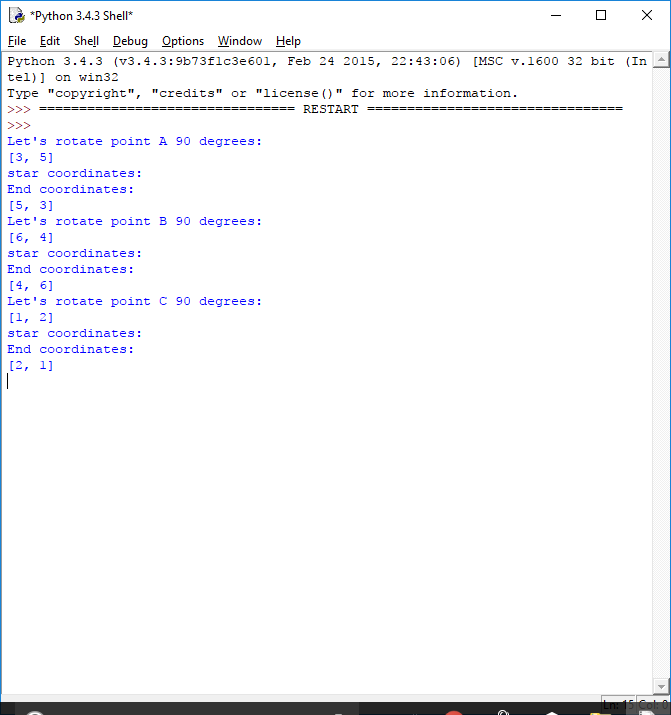 *Python 3.4.3 Shell*
File Edit Shell Debug Options Window Help
Python 3.4.3 (v3.4.3:9b73f1c3e601, Feb 24 2015, 22:43:06) [MSC v.1600 32 bit (In
tel)] on win32
Type "copyright", "credits" or "license()" for more information.
>>> ================================ RESTART ================================
>>>
Let's rotate point A 90 degrees:
[3, 5]
star coordinates:
End coordinates:
[5, 3]
Let's rotate point B 90 degrees:
[6, 4]
star coordinates:
End coordinates:
[4, 6]
Let's rotate point C 90 degrees:
[1, 2]
star coordinates:
End coordinates:
[2, 1]
Ln: 15 Col: 0